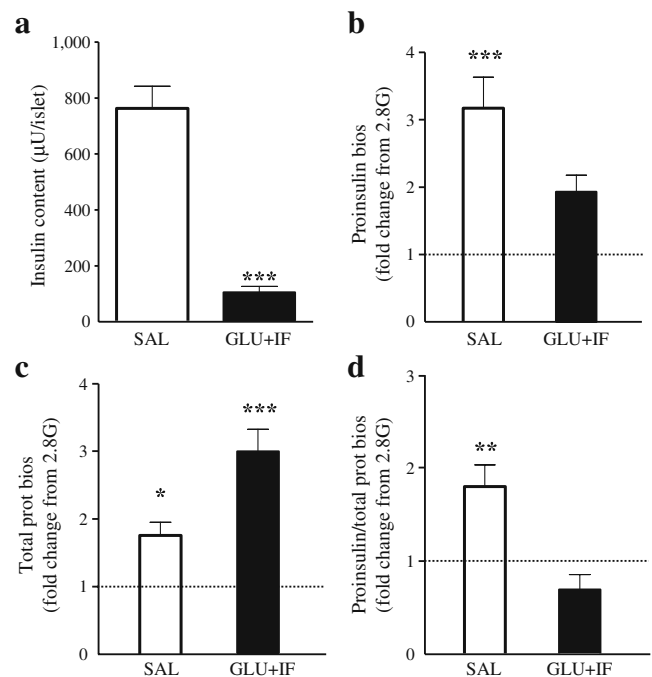 a
Insulin content (μU/islet)
1,000
800
600
400
200
0
***
SAL GLU+IF
b
Proinsulin bios
(fold change from 2.8G)
4
3
2
1
0
***
SAL GLU+IF
c
Total prot bios
(fold change from 2.8G)
4
3
2
1
0
*
***
SAL GLU+IF
d
Proinsulin/total prot bios
(fold change from 2.8G)
3
2
1
0
**
SAL GLU+IF